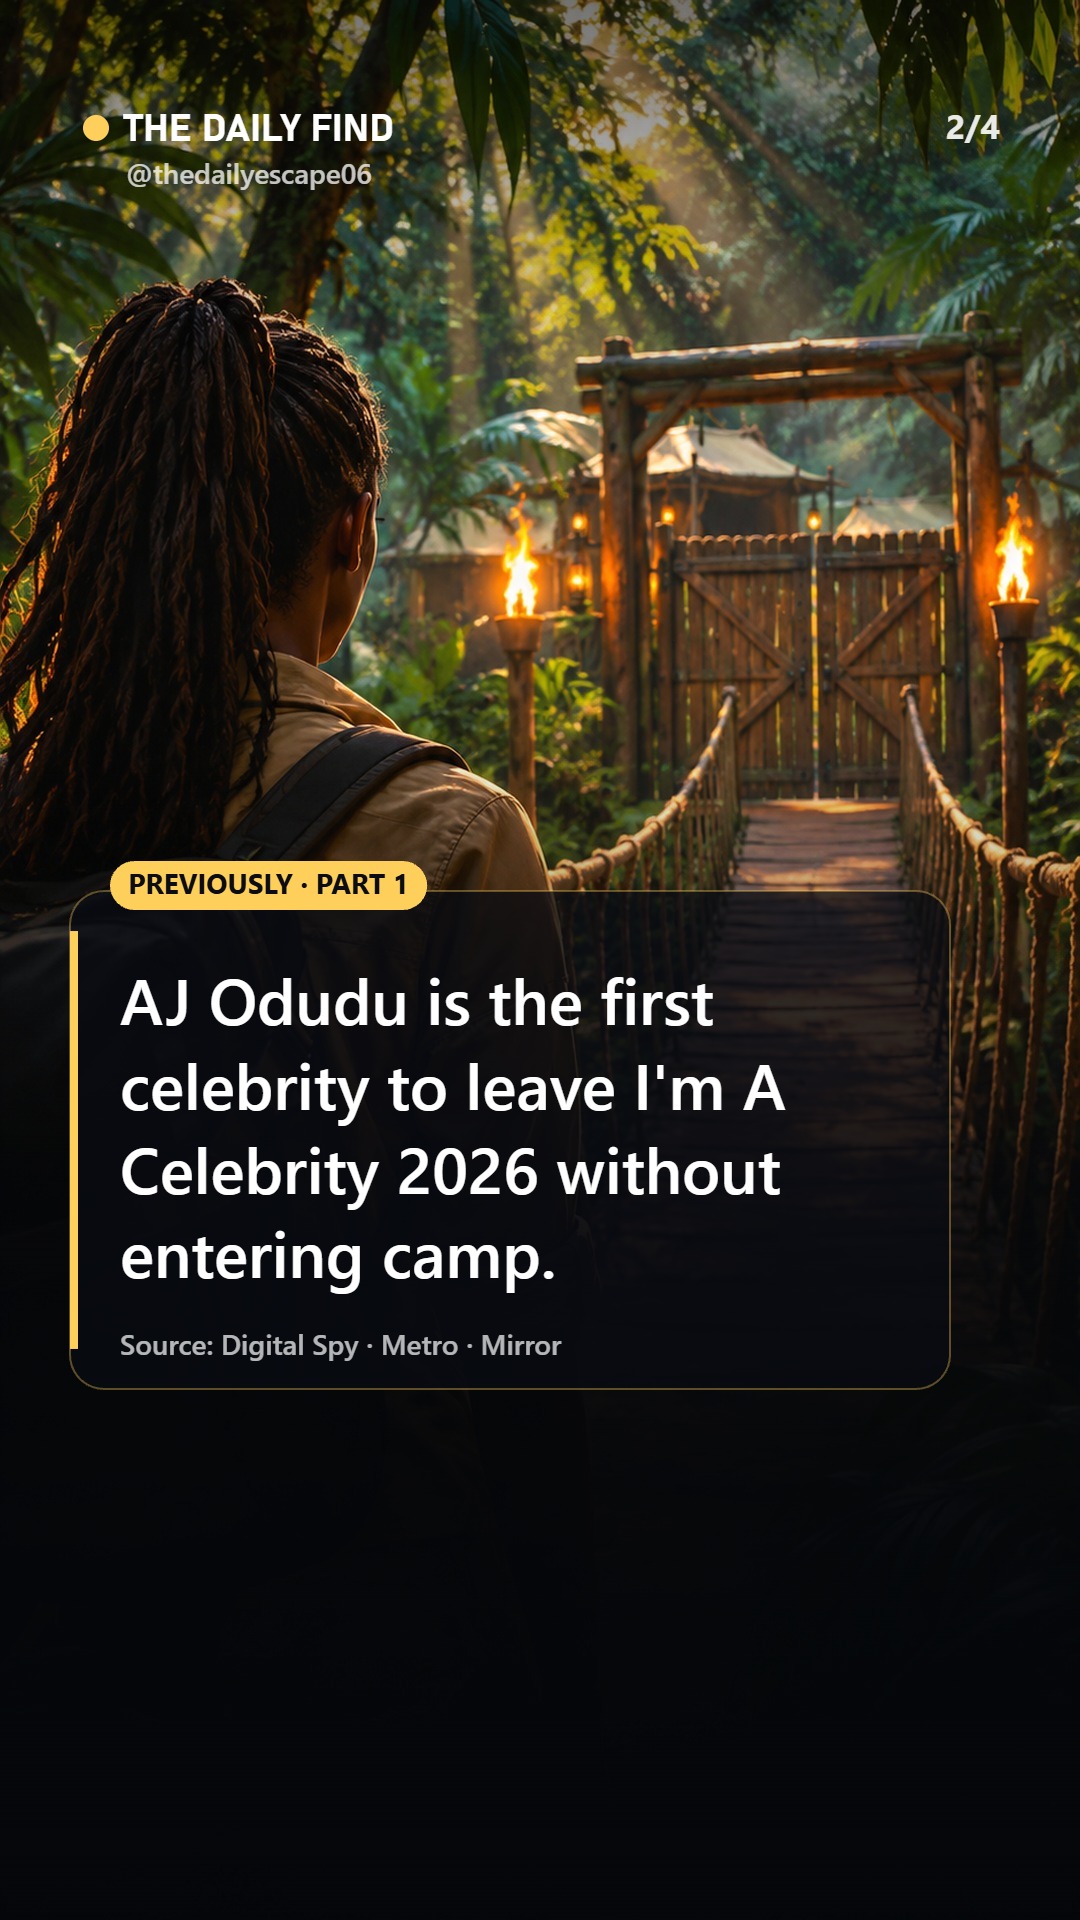 THE DAILY FIND
2/4
@thedailyescape06
PREVIOUSLY · PART 1
AJ Odudu is the first
celebrity to leave I'm A
Celebrity 2026 without
entering camp.
Source: Digital Spy · Metro · Mirror